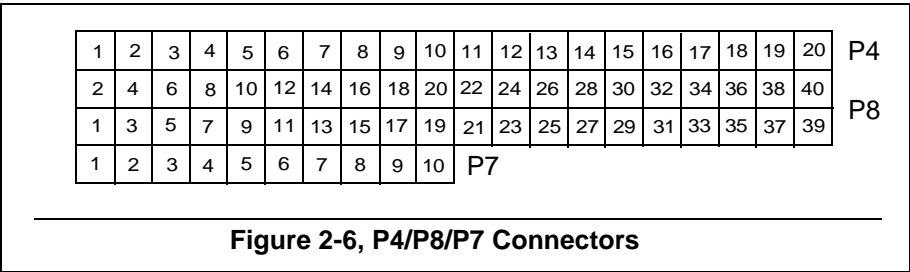 1 2 3 4 5 6 7 8 9 10 11 12 13 14 15 16 17 18 19 20 P4
2 4 6 8 10 12 14 16 18 20 22 24 26 28 30 32 34 36 38 40
P8
1 3 5 7 9 11 13 15 17 19 21 23 25 27 29 31 33 35 37 39
1 2 3 4 5 6 7 8 9 10 P7
Figure 2-6, P4/P8/P7 Connectors